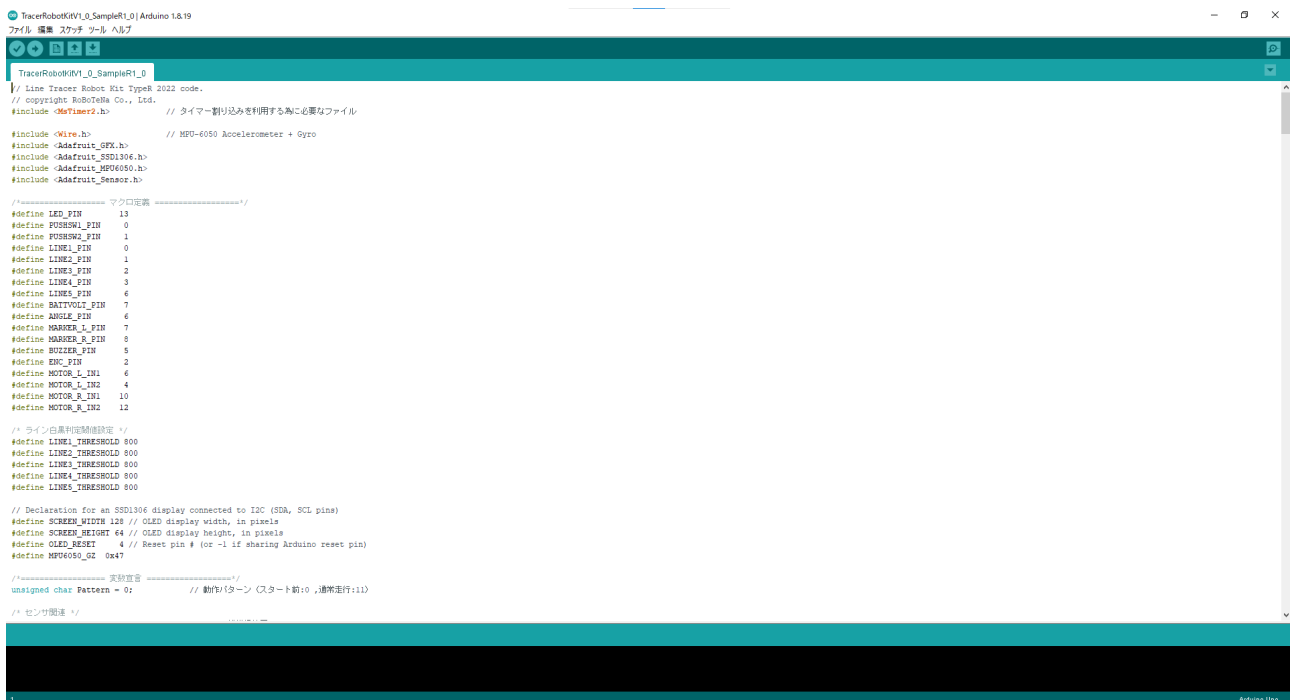 TracerRobotKitV1_0_SampleR1_0 | Arduino 1.8.19
ファイル 編集 スケッチ ツール ヘルプ
TracerRobotKitV1_0_SampleR1_0
// Line Tracer Robot Kit TypeR 2022 code.
// copyright RoBoTeNa Co., Ltd.
#include <MsTimer2.h> // タイマー割り込みを利用する為に必要なファイル
#include <Wire.h> // MPU-6050 Accelerometer + Gyro
#include <Adafruit_GFX.h>
#include <Adafruit_SSD1306.h>
#include <Adafruit_MPU6050.h>
#include <Adafruit_Sensor.h>
/*================== マクロ定義 ==================*/
#define LED_PIN 13
#define PUSHSW1_PIN 0
#define PUSHSW2_PIN 1
#define LINE1_PIN 0
#define LINE2_PIN 1
#define LINE3_PIN 2
#define LINE4_PIN 3
#define LINE5_PIN 6
#define BATTVOLT_PIN 7
#define ANGLE_PIN 6
#define MARKER_L_PIN 7
#define MARKER_R_PIN 8
#define BUZZER_PIN 5
#define ENC_PIN 2
#define MOTOR_L_IN1 6
#define MOTOR_L_IN2 4
#define MOTOR_R_IN1 10
#define MOTOR_R_IN2 12
/* ライン白黒判定閾値設定 */
#define LINE1_THRESHOLD 800
#define LINE2_THRESHOLD 800
#define LINE3_THRESHOLD 800
#define LINE4_THRESHOLD 800
#define LINE5_THRESHOLD 800
// Declaration for an SSD1306 display connected to I2C (SDA, SCL pins)
#define SCREEN_WIDTH 128 // OLED display width, in pixels
#define SCREEN_HEIGHT 64 // OLED display height, in pixels
#define OLED_RESET 4 // Reset pin # (or -1 if sharing Arduino reset pin)
#define MPU6050_GZ 0x47
/*================== 変数宣言 ==================*/
unsigned char Pattern = 0; // 動作パターン（スタート前:0 ,通常走行:11）
/* センサ関連 */
1
Arduino Uno